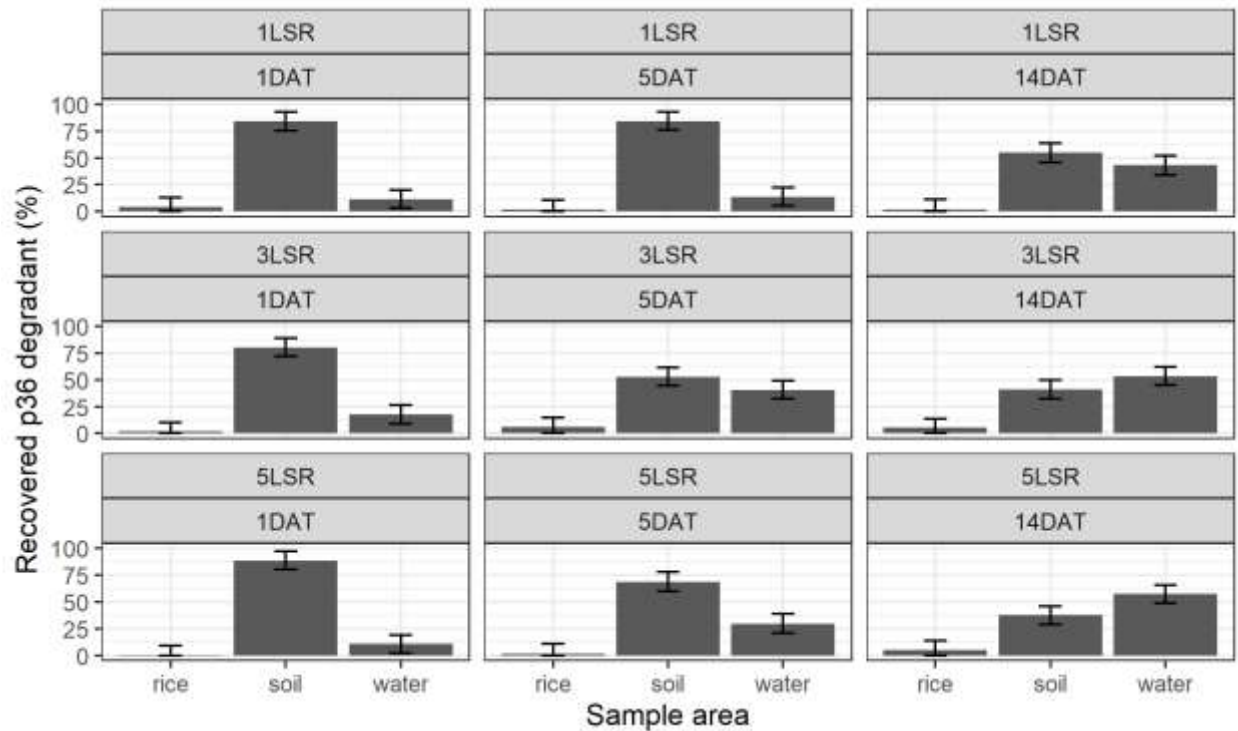 1LSR 1LSR 1LSR
1DAT 5DAT 14DAT
100
75
50
25
0
3LSR 3LSR 3LSR
1DAT 5DAT 14DAT
100
75
50
25
0
5LSR 5LSR 5LSR
1DAT 5DAT 14DAT
100
75
50
25
0
rice soil water rice soil water rice soil water
Sample area
Recovered p36 degradant (%)